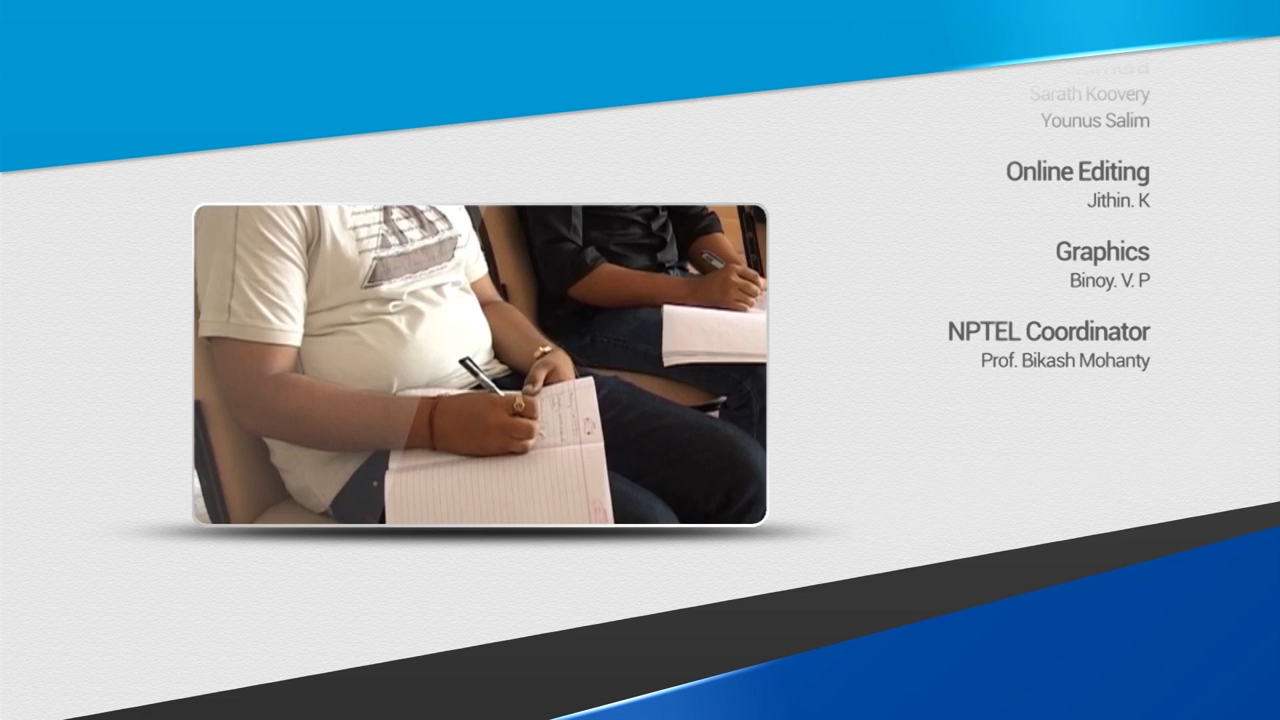 Sarath Koovery
Younus Salim
Online Editing
Jithin. K
Graphics
Binoy. V. P
NPTEL Coordinator
Prof. Bikash Mohanty